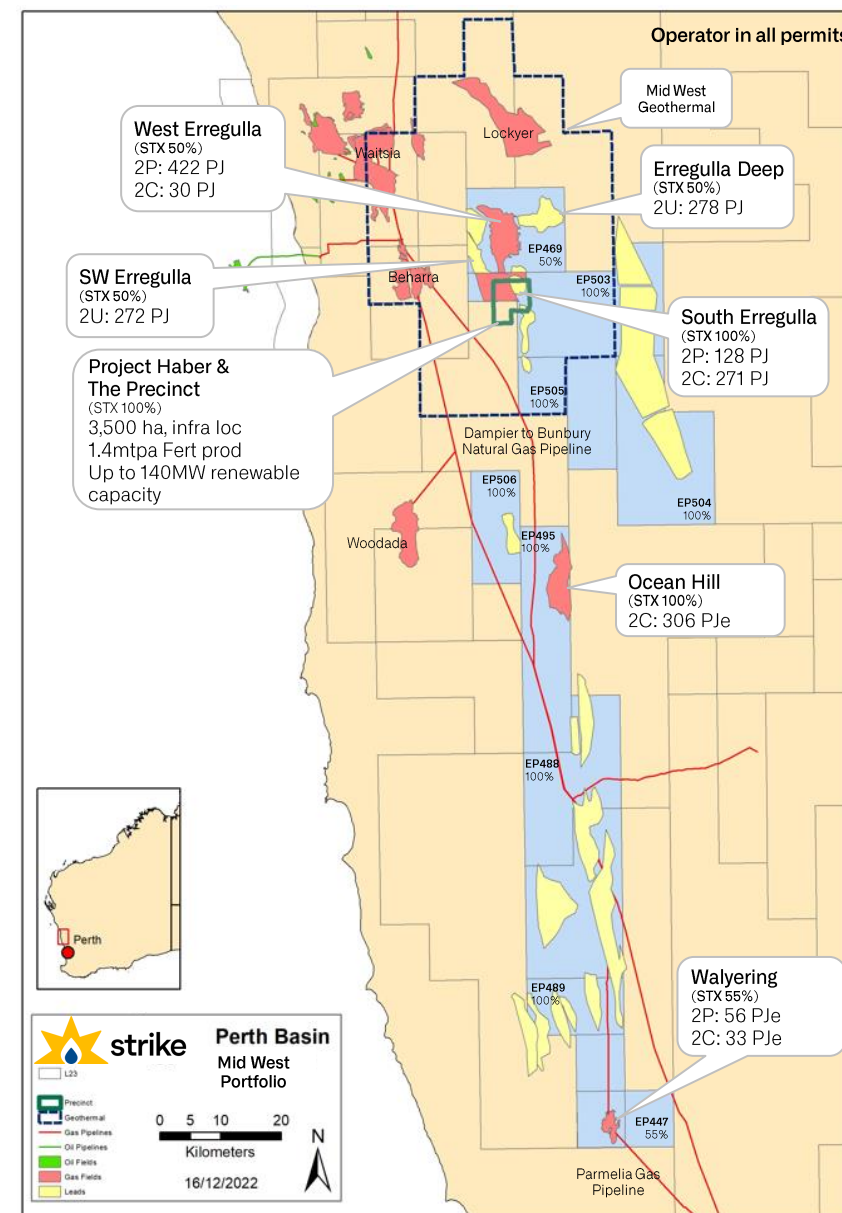 Operator in all permits
Mid West
Geothermal
West Erregulla
(STX 50%)
2P: 422 PJ
2C: 30 PJ
Waitsia
Lockyer
Erregulla Deep
(STX 50%)
2U: 278 PJ
EP469
50%
SW Erregulla
(STX 50%)
2U: 272 PJ
Beharra
EP503
100%
South Erregulla
(STX 100%)
2P: 128 PJ
2C: 271 PJ
Project Haber &
The Precinct
(STX 100%)
3,500 ha, infra loc
1.4mtpa Fert prod
Up to 140MW renewable
capacity
EP505
100%
Dampier to Bunbury
Natural Gas Pipeline
EP506
100%
EP504
100%
Woodada
EP495
100%
Ocean Hill
(STX 100%)
2C: 306 PJe
EP488
100%
Perth
EP489
100%
Walyering
(STX 55%)
2P: 56 PJe
2C: 33 PJe
EP447
55%
Parmelia Gas
Pipeline
strike
Perth Basin
Mid West
Portfolio
L23
Precinct
Geothermal
Gas Pipelines
Oil Pipelines
Oil Fields
Gas Fields
Leads
0 5 10 20
Kilometers
N
16/12/2022